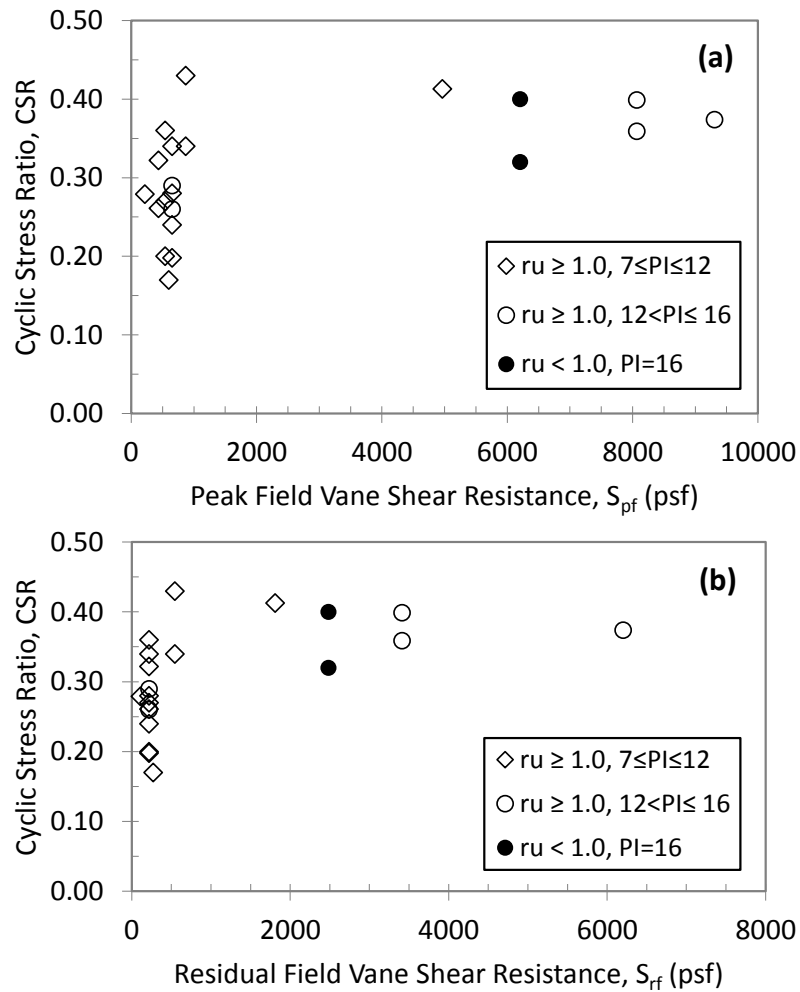 0.50
(a)
0.40
0.30
0.20
0.10
0.00
Cyclic Stress Ratio, CSR
ru ≥ 1.0, 7≤PI≤12
ru ≥ 1.0, 12<PI≤ 16
ru < 1.0, PI=16
0 2000 4000 6000 8000 10000
Peak Field Vane Shear Resistance, Spf (psf)
0.50
(b)
0.40
0.30
0.20
0.10
0.00
Cyclic Stress Ratio, CSR
ru ≥ 1.0, 7≤PI≤12
ru ≥ 1.0, 12<PI≤ 16
ru < 1.0, PI=16
0 2000 4000 6000 8000
Residual Field Vane Shear Resistance, Srf (psf)